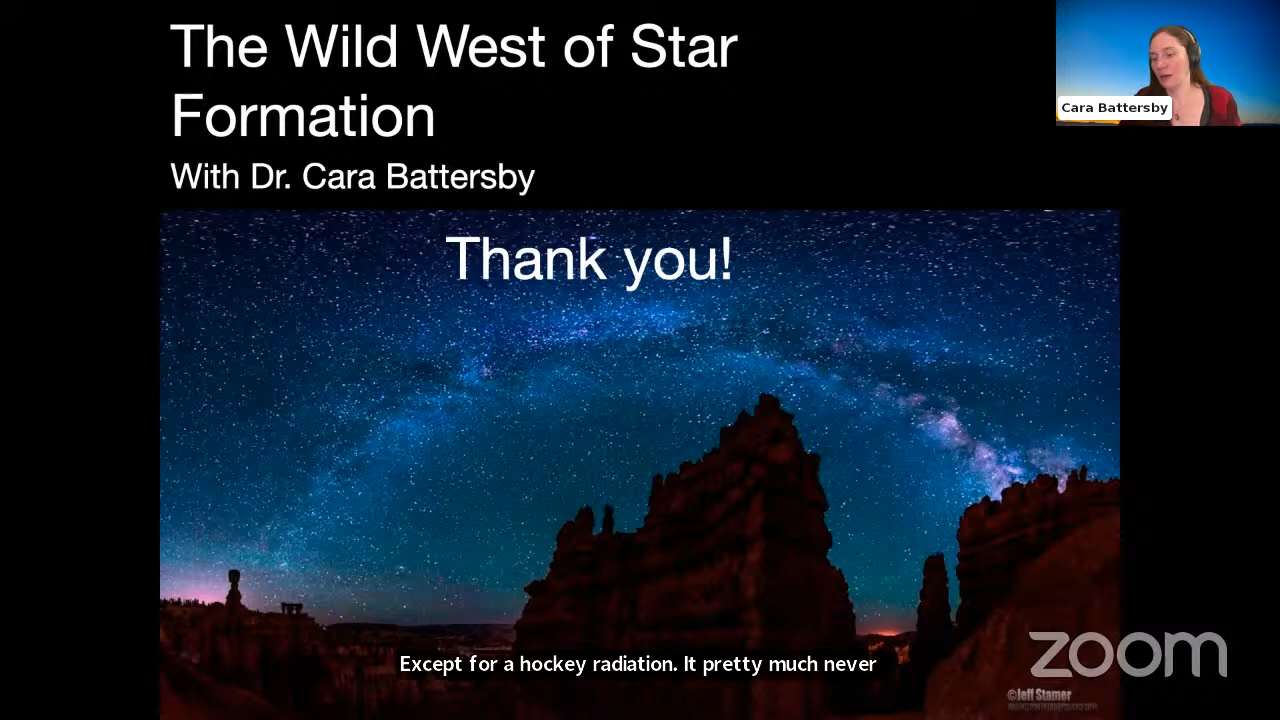 The Wild West of Star
Formation
With Dr. Cara Battersby
Cara Battersby
Thank you!
Except for a hockey radiation. It pretty much never
zoom
©Jeff Stamer